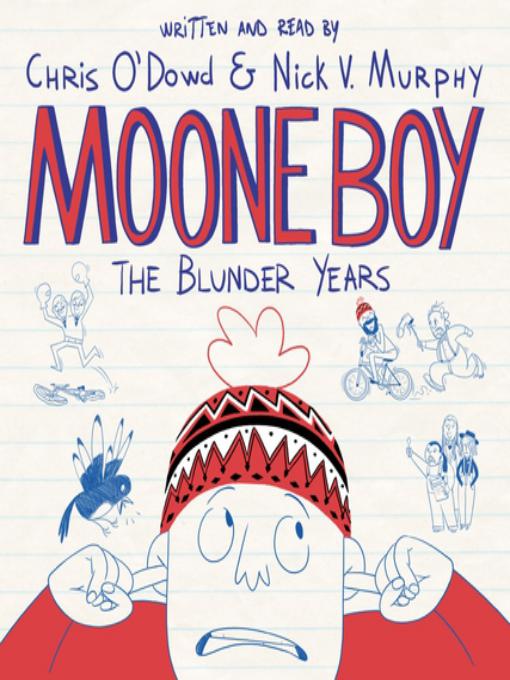 WRITTEN AND READ BY
CHRIS O'DOWD & NICK V. MURPHY
MOONE BOY
THE BLUNDER YEARS